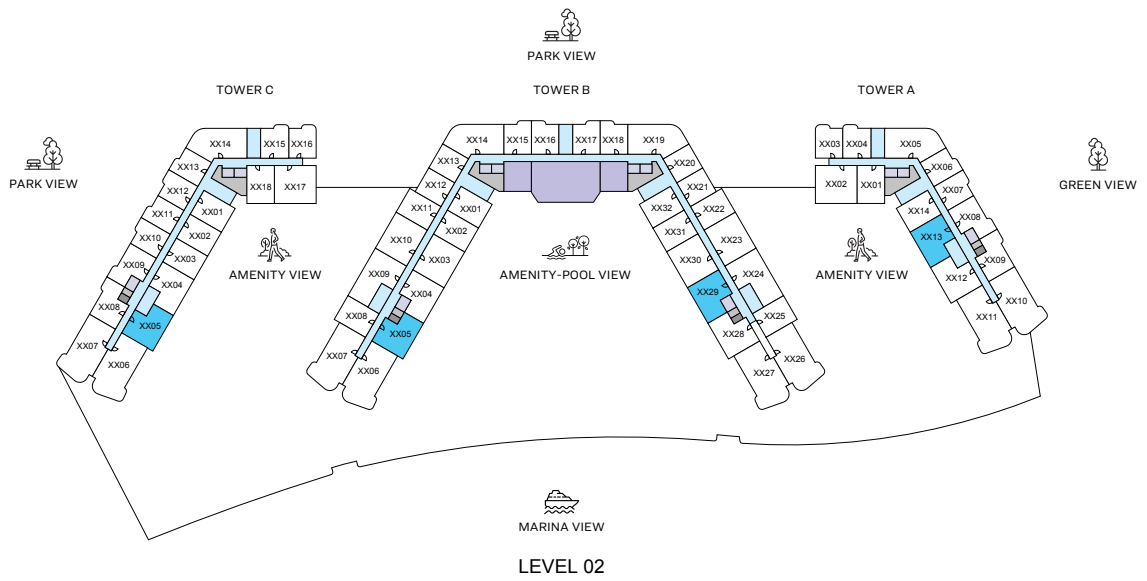 PARK VIEW
TOWER C
TOWER B
TOWER A
PARK VIEW
GREEN VIEW
XX14
XX15
XX16
XX13
XX18
XX17
XX12
XX01
XX11
XX02
XX10
XX03
XX09
XX04
XX08
XX05
XX07
XX06
AMENITY VIEW
XX14
XX15
XX16
XX17
XX18
XX19
XX13
XX20
XX12
XX21
XX11
XX01
XX32
XX22
XX02
XX31
XX23
XX10
XX03
XX30
XX24
XX09
XX04
XX29
XX25
XX08
XX05
XX28
XX26
XX07
XX06
XX27
AMENITY-POOL VIEW
XX03
XX04
XX05
XX02
XX01
XX06
XX07
XX14
XX08
XX13
XX09
XX12
XX10
XX11
AMENITY VIEW
MARINA VIEW
LEVEL 02